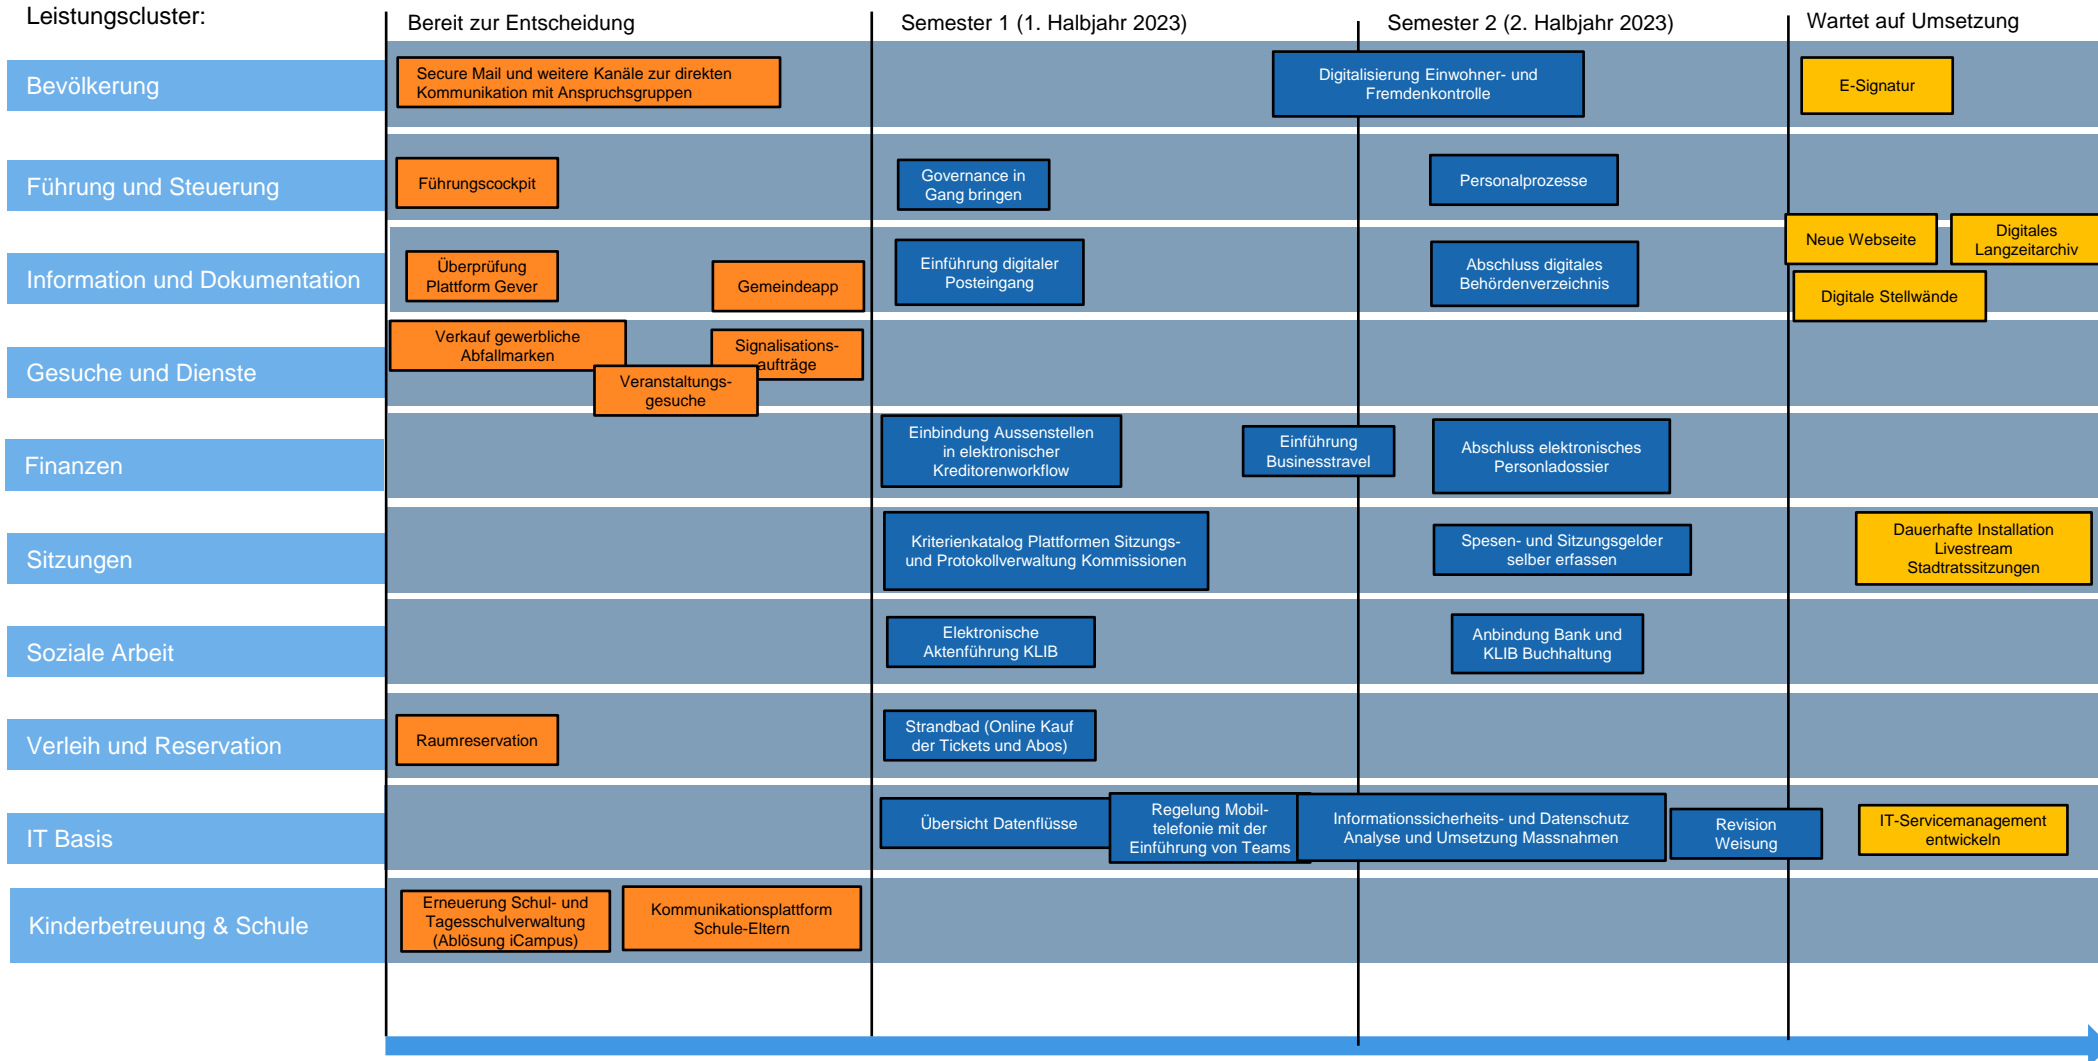 Leistungscluster:
Bereit zur Entscheidung
Semester 1 (1. Halbjahr 2023)
Semester 2 (2. Halbjahr 2023)
Wartet auf Umsetzung
Bevölkerung
Secure Mail und weitere Kanäle zur direkten
Kommunikation mit Anspruchsgruppen
Digitalisierung Einwohner- und
Fremdenkontrolle
E-Signatur
Führung und Steuerung
Führungscockpit
Governance in
Gang bringen
Personalprozesse
Information und Dokumentation
Überprüfung
Plattform Gever
Gemeindeapp
Einführung digitaler
Posteingang
Abschluss digitales
Behördenverzeichnis
Neue Webseite
Digitales
Langzeitarchiv
Digitale Stellwände
Gesuche und Dienste
Verkauf gewerbliche
Abfallmarken
Veranstaltungs-
gesuche
Signalisations-
aufträge
Finanzen
Einbindung Aussenstellen
in elektronischer
Kreditorenworkflow
Einführung
Businesstravel
Abschluss elektronisches
Personladossier
Sitzungen
Kriterienkatalog Plattformen Sitzungs-
und Protokollverwaltung Kommissionen
Spesen- und Sitzungsgelder
selber erfassen
Dauerhafte Installation
Livestream
Stadtratssitzungen
Soziale Arbeit
Elektronische
Aktenführung KLIB
Anbindung Bank und
KLIB Buchhaltung
Verleih und Reservation
Raumreservation
Strandbad (Online Kauf
der Tickets und Abos)
IT Basis
Übersicht Datenflüsse
Regelung Mobil-
telefonie mit der
Einführung von Teams
Informationssicherheits- und Datenschutz
Analyse und Umsetzung Massnahmen
Revision
Weisung
IT-Servicemanagement
entwickeln
Kinderbetreuung & Schule
Erneuerung Schul- und
Tagesschulverwaltung
(Ablösung iCampus)
Kommunikationsplattform
Schule-Eltern